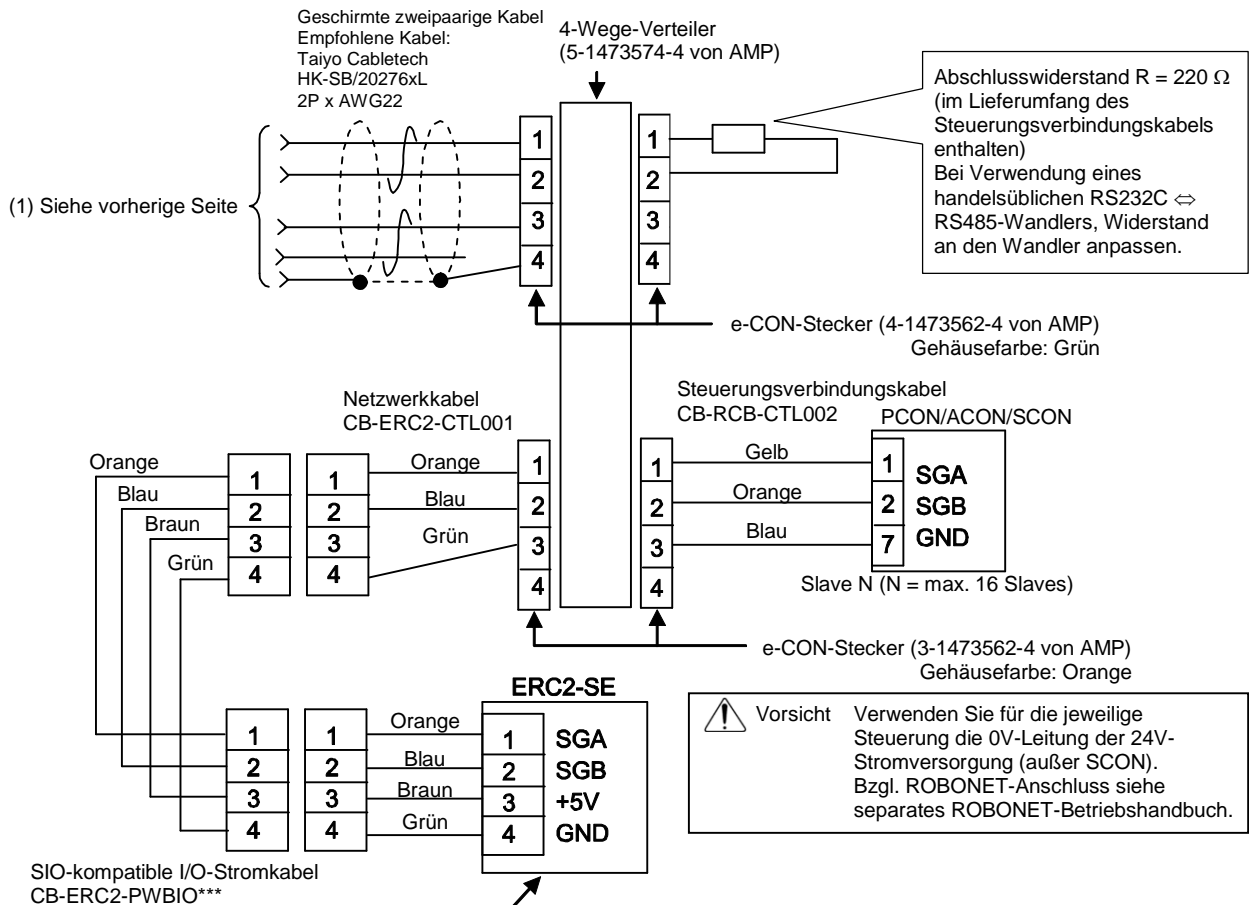 Geschirmte zweipaarige Kabel
Empfohlene Kabel:
Taiyo Cabletech
HK-SB/20276xL
2P x AWG22
4-Wege-Verteiler
(5-1473574-4 von AMP)
Abschlusswiderstand R = 220 Ω
(im Lieferumfang des
Steuerungsverbindungskabels
enthalten)
Bei Verwendung eines
handelsüblichen RS232C ⇔
RS485-Wandlers, Widerstand
an den Wandler anpassen.
(1) Siehe vorherige Seite
1
2
3
4
1
2
3
4
e-CON-Stecker (4-1473562-4 von AMP)
Gehäusefarbe: Grün
Netzwerkkabel
CB-ERC2-CTL001
Steuerungsverbindungskabel
CB-RCB-CTL002
PCON/ACON/SCON
Orange
Blau
Braun
Grün
1
2
3
4
1
2
3
4
Orange
Blau
Grün
1
2
3
4
1
2
3
4
Gelb
Orange
Blau
1 SGA
2 SGB
7 GND
Slave N (N = max. 16 Slaves)
e-CON-Stecker (3-1473562-4 von AMP)
Gehäusefarbe: Orange
ERC2-SE
1
2
3
4
1
2
3
4
Orange
Blau
Braun
Grün
1 SGA
2 SGB
3 +5V
4 GND
Vorsicht Verwenden Sie für die jeweilige
Steuerung die 0V-Leitung der 24V-
Stromversorgung (außer SCON).
Bzgl. ROBONET-Anschluss siehe
separates ROBONET-Betriebshandbuch.
SIO-kompatible I/O-Stromkabel
CB-ERC2-PWBIO***